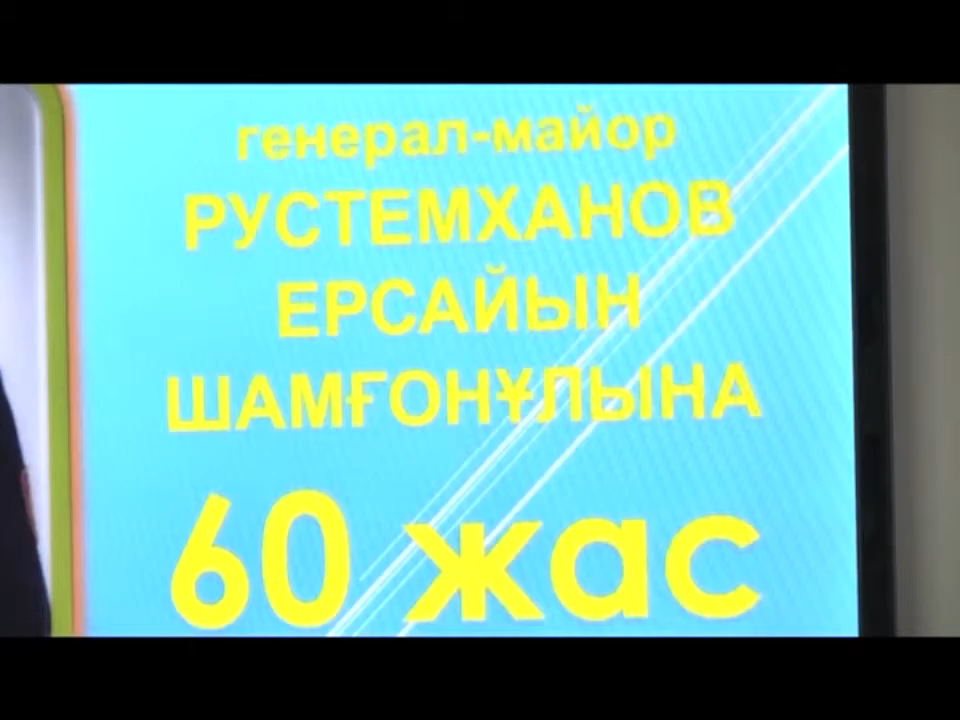 генерал-майор
РУСТЕМХАНОВ
ЕРСАЙЫН
ШАМҒОНҰЛЫНА
60 жас